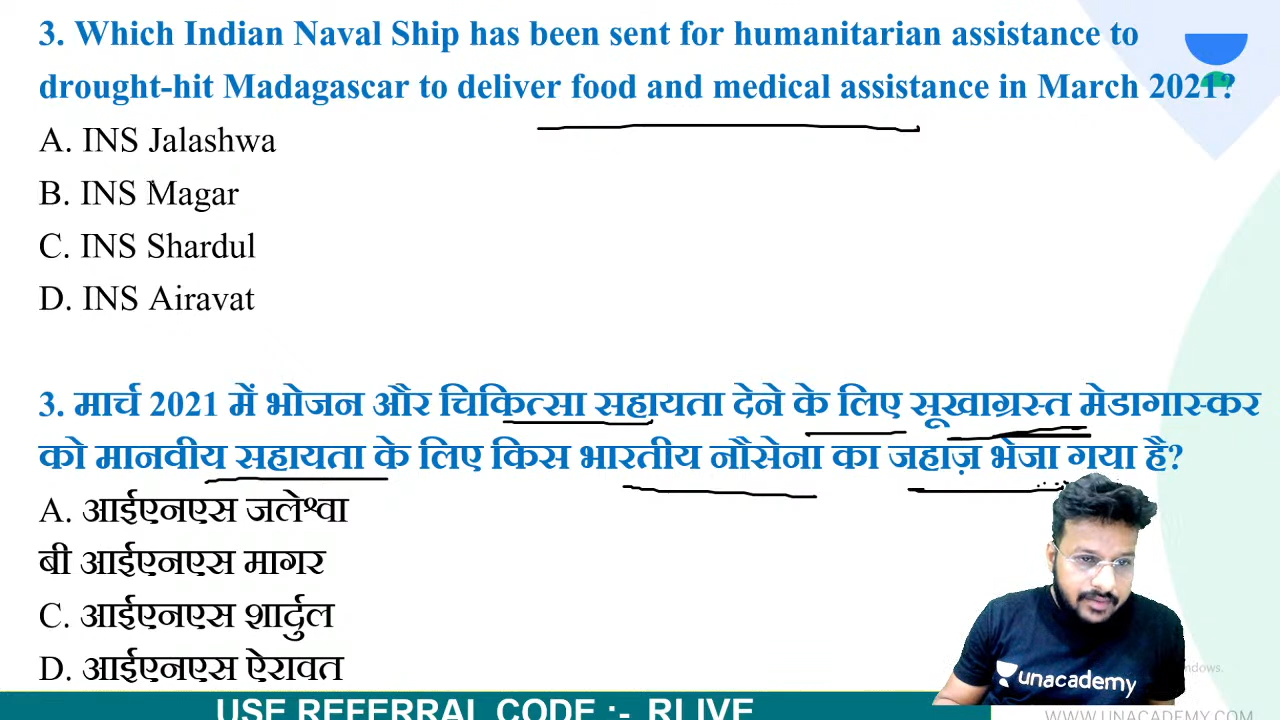 3. Which Indian Naval Ship has been sent for humanitarian assistance to
drought-hit Madagascar to deliver food and medical assistance in March 2021?
A. INS Jalashwa
B. INS Magar
C. INS Shardul
D. INS Airavat
3. मार्च 2021 में भोजन और चिकित्सा सहायता देने के लिए सूखाग्रस्त मेडागास्कर
को मानवीय सहायता के लिए किस भारतीय नौसेना का जहाज़ भेजा गया है?
A. आईएनएस जलेश्वा
बी आईएनएस मागर
C. आईएनएस शार्दुल
D. आईएनएस ऐरावत
ndows.
unacademy
USE REFERRAL CODE :- RLIVE
WWW.UNACADEMY.COM